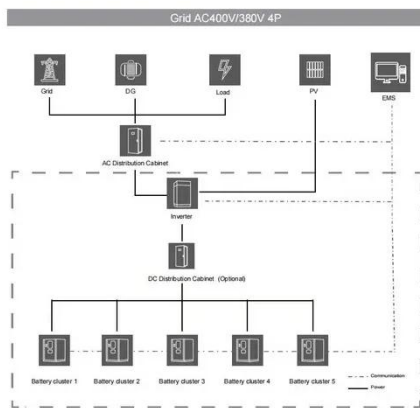 Grid AC400V/380V 4P
Grid
DG
Load
PV
EMS
AC Distribution Cabinet
Inverter
DC Distribution Cabinet (Optional)
Battery cluster 1
Battery cluster 2
Battery cluster 3
Battery cluster 4
Battery cluster 5
Communication
Power